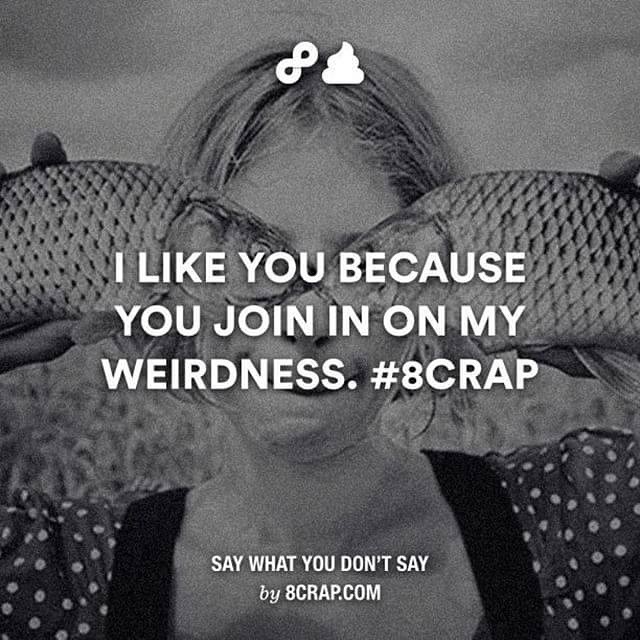 I LIKE YOU BECAUSE
YOU JOIN IN ON MY
WEIRDNESS. #8CRAP
SAY WHAT YOU DON'T SAY
by 8CRAP.COM